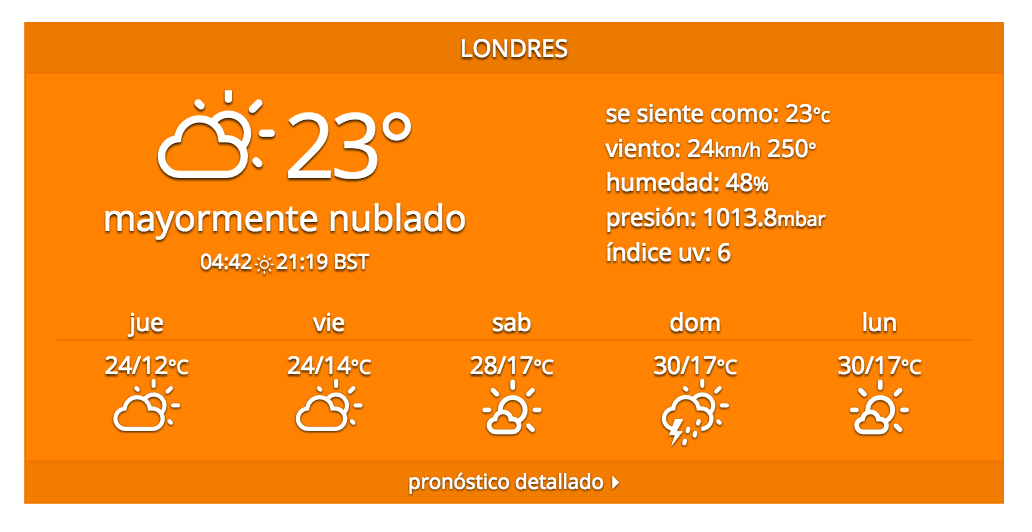 LONDRES
23°
mayormente nublado
04:42 21:19 BST
se siente como: 23°c
viento: 24km/h 250°
humedad: 48%
presión: 1013.8mbar
índice uv: 6
jue vie sab dom lun
24/12°C 24/14°C 28/17°C 30/17°C 30/17°C
pronóstico detallado